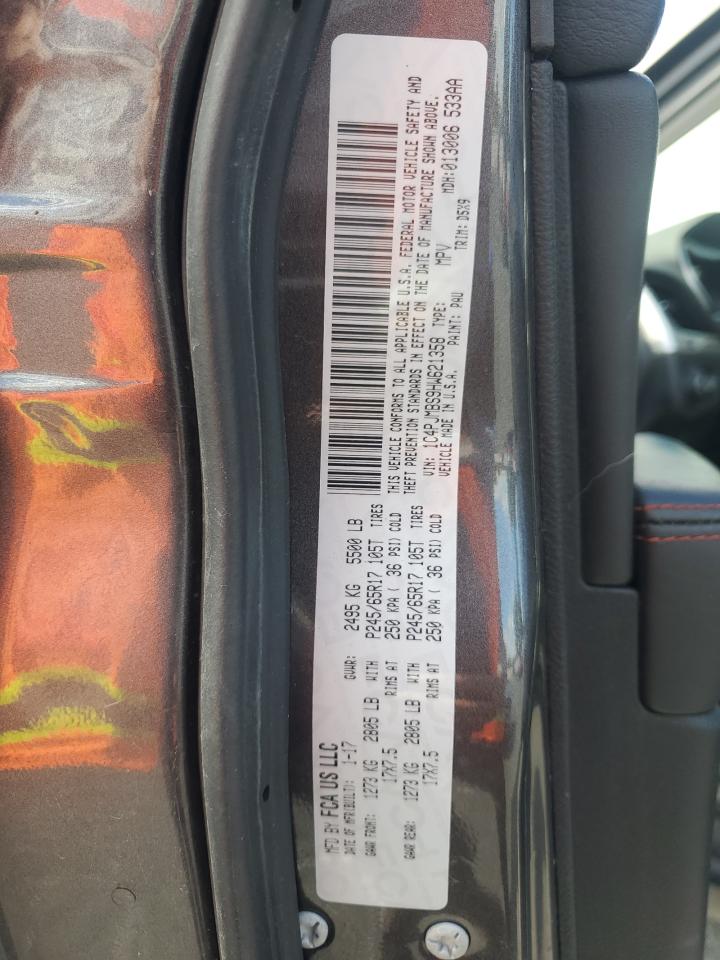 MFD BY FCA US LLC
DATE OF MFR(BUILT): 1-17 GVWR: 2495 KG 5500 LB
GAWR FRONT: 1273 KG 2805 LB WITH P245/65R17 105T TIRES
17X7.5 RIMS AT 250 KPA ( 36 PSI) COLD
GAWR REAR: 1273 KG 2805 LB WITH P245/65R17 105T TIRES
17X7.5 RIMS AT 250 KPA ( 36 PSI) COLD
THIS VEHICLE CONFORMS TO ALL APPLICABLE U.S.A. FEDERAL MOTOR VEHICLE SAFETY AND
THEFT PREVENTION STANDARDS IN EFFECT ON THE DATE OF MANUFACTURE SHOWN ABOVE.
VIN: 1C4PJMBS9HW621358 TYPE: MPV MDH:013006 533AA
VEHICLE MADE IN U.S.A. PAINT: PAU TRIM: D5X9